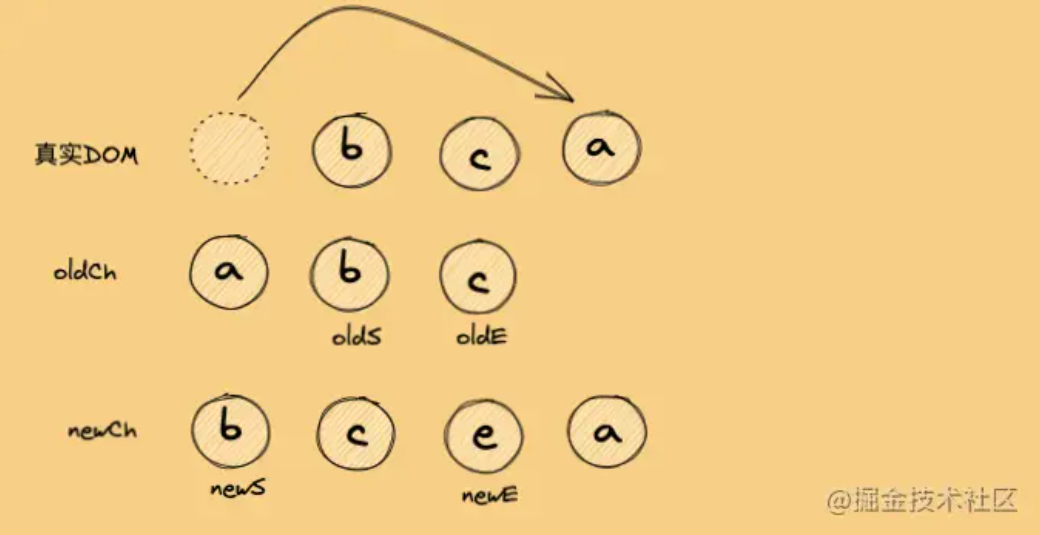 真实DOM b c a
oldCh a b c
oldS oldE
newCh b c e a
newS newE
@掘金技术社区